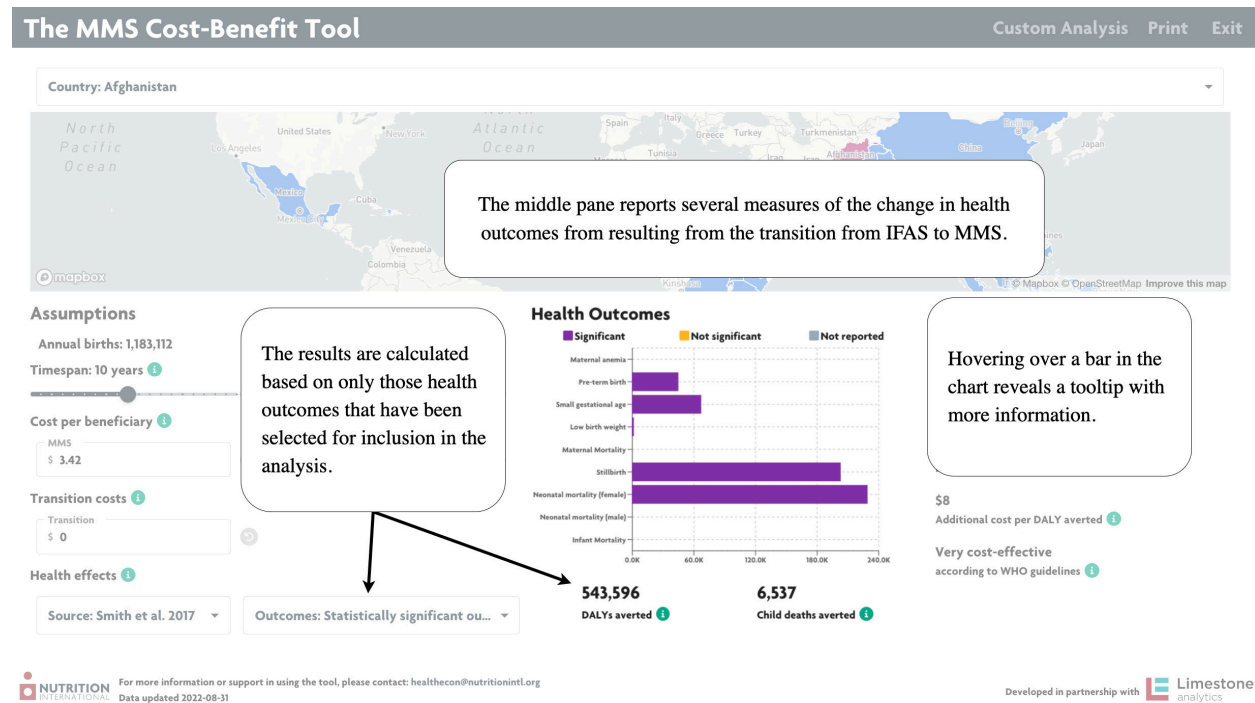 The MMS Cost-Benefit Tool
Custom Analysis Print Exit
Country: Afghanistan
North
Pacific
Ocean
United States
Los Angeles
New York
Atlantic
Ocean
Spain
Italy
Greece
Turkey
Turkmenistan
Tunisia
Iran
Afghanistan
Beijing
China
Japan
Mexico
Cuba
Venezuela
Colombia
Kinshasa
The middle pane reports several measures of the change in health
outcomes from resulting from the transition from IFAS to MMS.
mapbox
© Mapbox © OpenStreetMap Improve this map
Assumptions
Annual births: 1,183,112
Timespan: 10 years
Cost per beneficiary
MMS
$ 3.42
Transition costs
Transition
$ 0
Health effects
Source: Smith et al. 2017
Outcomes: Statistically significant ou...
The results are calculated
based on only those health
outcomes that have been
selected for inclusion in the
analysis.
Health Outcomes
Significant Not significant Not reported
Maternal anemia
Pre-term birth
Small gestational age
Low birth weight
Maternal Mortality
Stillbirth
Neonatal mortality (female)
Neonatal mortality (male)
Infant Mortality
0.0K 60.0K 120.0K 180.0K 240.0K
543,596
DALYs averted
6,537
Child deaths averted
Hovering over a bar in the
chart reveals a tooltip with
more information.
$8
Additional cost per DALY averted
Very cost-effective
according to WHO guidelines
NUTRITION
INTERNATIONAL
For more information or support in using the tool, please contact: healthecon@nutritionintl.org
Data updated 2022-08-31
Developed in partnership with
Limestone
analytics